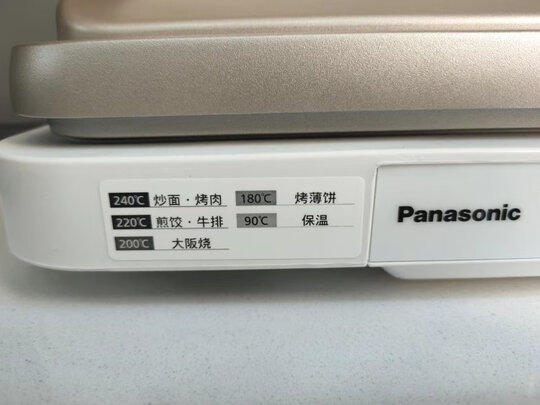 240℃ 炒面·烤肉 180℃ 烤薄饼
220℃ 煎饺·牛排 90℃ 保温
200℃ 大阪烧
Panasonic